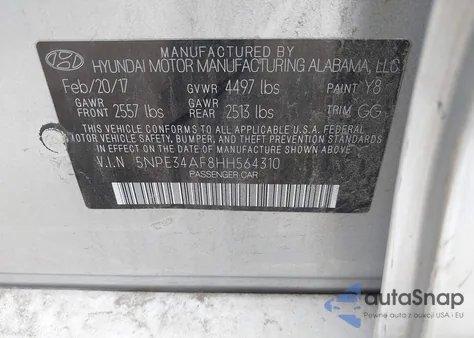 MANUFACTURED BY
HYUNDAI MOTOR MANUFACTURING ALABAMA, LLC
Feb/20/17 GVWR 4497 lbs PAINT Y8
GAWR FRONT 2557 lbs GAWR REAR 2513 lbs TRIM GG
THIS VEHICLE CONFORMS TO ALL APPLICABLE U.S.A. FEDERAL
MOTOR VEHICLE SAFETY, BUMPER, AND THEFT PREVENTION STANDARDS
IN EFFECT ON THE DATE OF MANUFACTURE SHOWN ABOVE.
V.I.N 5NPE34AF8HH564310
PASSENGER CAR
autoSnap
Pewne auta z aukcji USA i EU